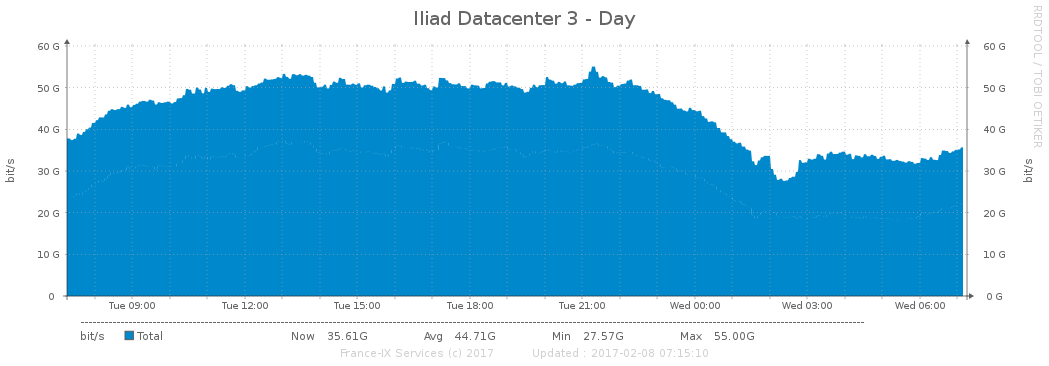 Iliad Datacenter 3 - Day
RRDTOOL / TOBI OETIKER
60 G 60 G
50 G 50 G
40 G 40 G
30 G 30 G
20 G 20 G
10 G 10 G
0 0 G
bit/s bit/s
Tue 09:00 Tue 12:00 Tue 15:00 Tue 18:00 Tue 21:00 Wed 00:00 Wed 03:00 Wed 06:00
bit/s Total Now 35.61G Avg 44.71G Min 27.57G Max 55.00G
France-IX Services (c) 2017 Updated : 2017-02-08 07:15:10